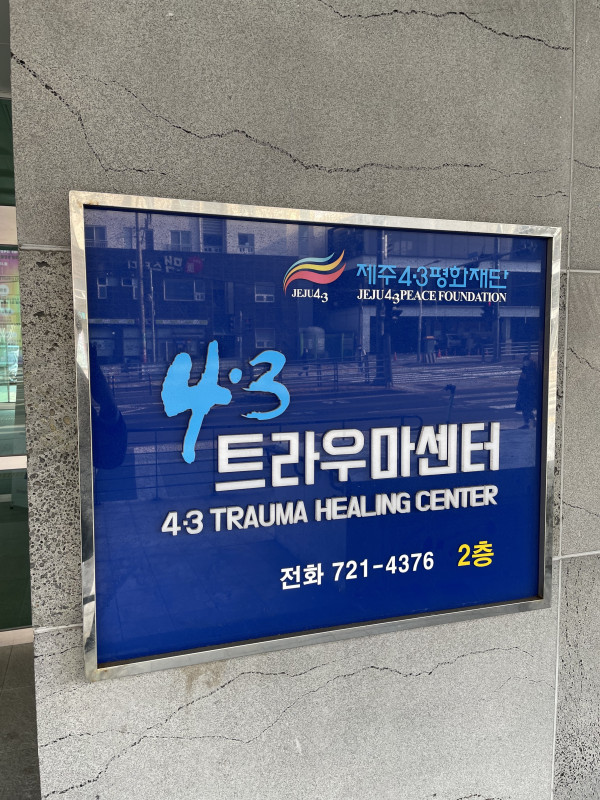 제주4·3평화재단
JEJU4·3 JEJU4·3PEACE FOUNDATION
4·3
트라우마센터
4·3 TRAUMA HEALING CENTER
전화 721-4376 2층